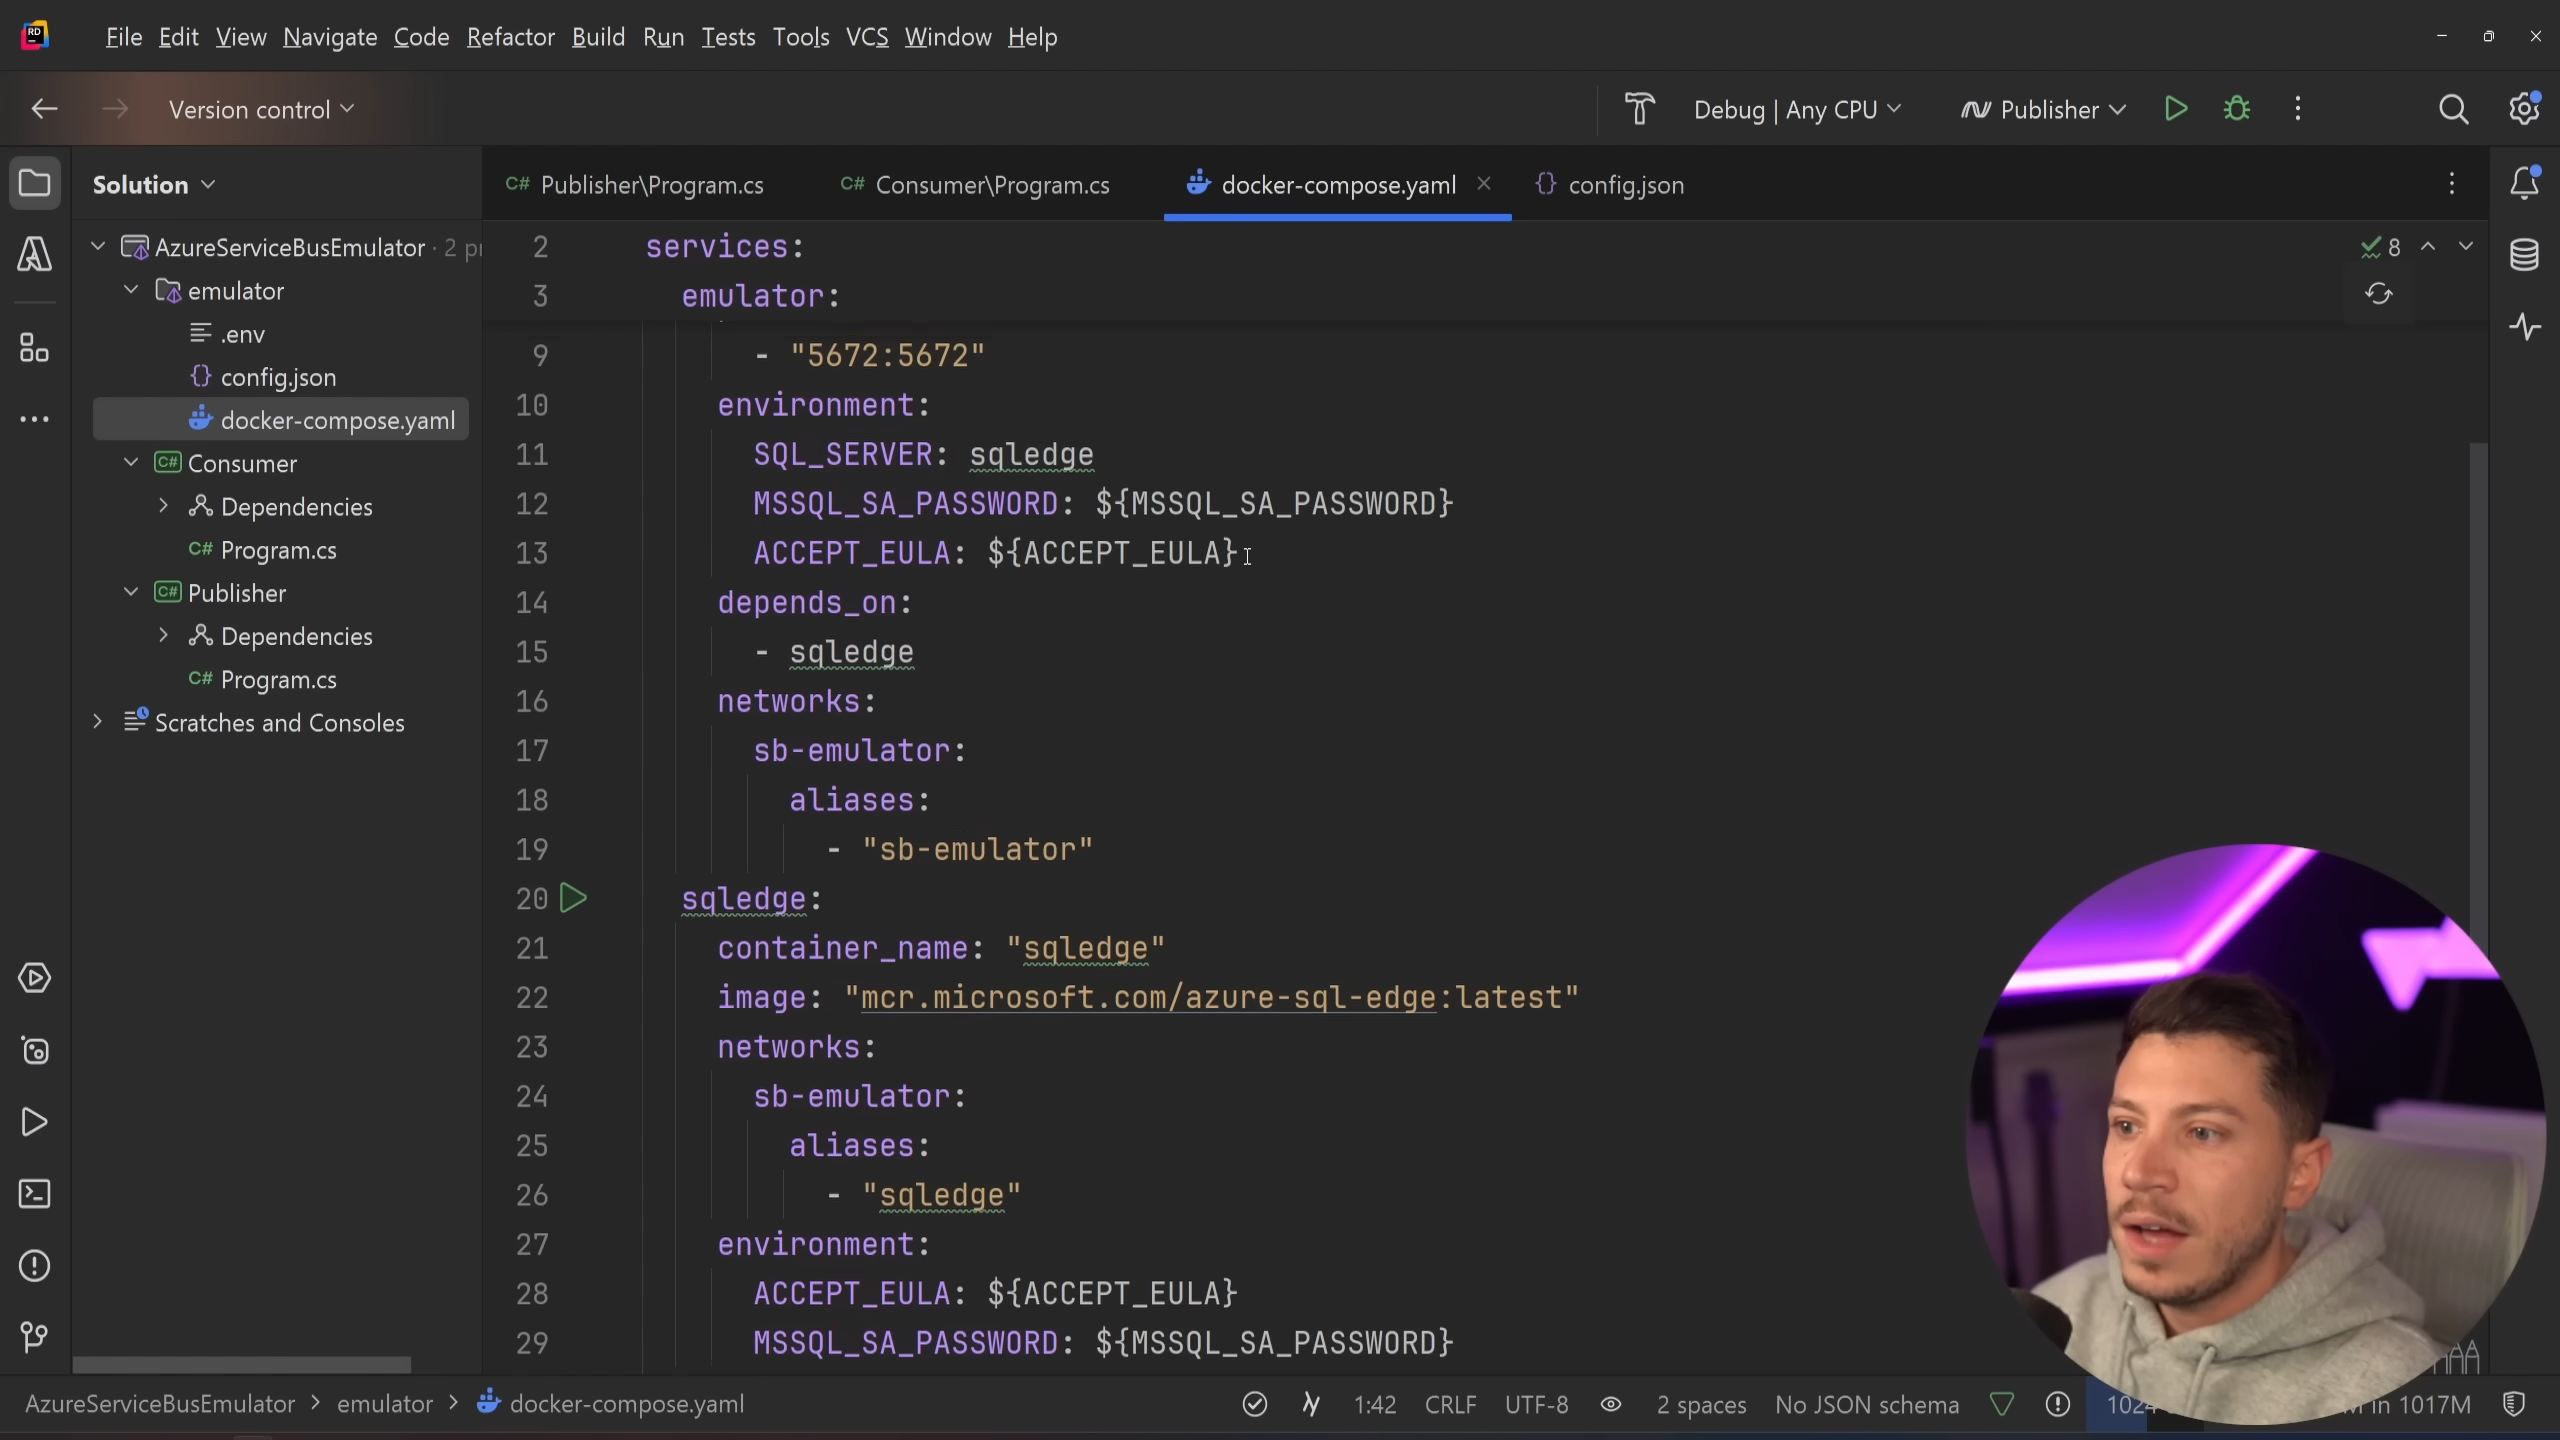 RD
File Edit View Navigate Code Refactor Build Run Tests Tools VCS Window Help
Version control
Debug | Any CPU
Publisher
Solution
C# Publisher\Program.cs
C# Consumer\Program.cs
docker-compose.yaml
{} config.json
AzureServiceBusEmulator · 2 pr
emulator
.env
{} config.json
docker-compose.yaml
C# Consumer
Dependencies
C# Program.cs
C# Publisher
Dependencies
C# Program.cs
Scratches and Consoles
8
2 services:
3 emulator:
9 - "5672:5672"
10 environment:
11 SQL_SERVER: sqledge
12 MSSQL_SA_PASSWORD: ${MSSQL_SA_PASSWORD}
13 ACCEPT_EULA: ${ACCEPT_EULA}
14 depends_on:
15 - sqledge
16 networks:
17 sb-emulator:
18 aliases:
19 - "sb-emulator"
20 sqledge:
21 container_name: "sqledge"
22 image: "mcr.microsoft.com/azure-sql-edge:latest"
23 networks:
24 sb-emulator:
25 aliases:
26 - "sqledge"
27 environment:
28 ACCEPT_EULA: ${ACCEPT_EULA}
29 MSSQL_SA_PASSWORD: ${MSSQL_SA_PASSWORD}
AzureServiceBusEmulator > emulator > docker-compose.yaml
1:42 CRLF UTF-8 2 spaces No JSON schema 1024 in 1017M